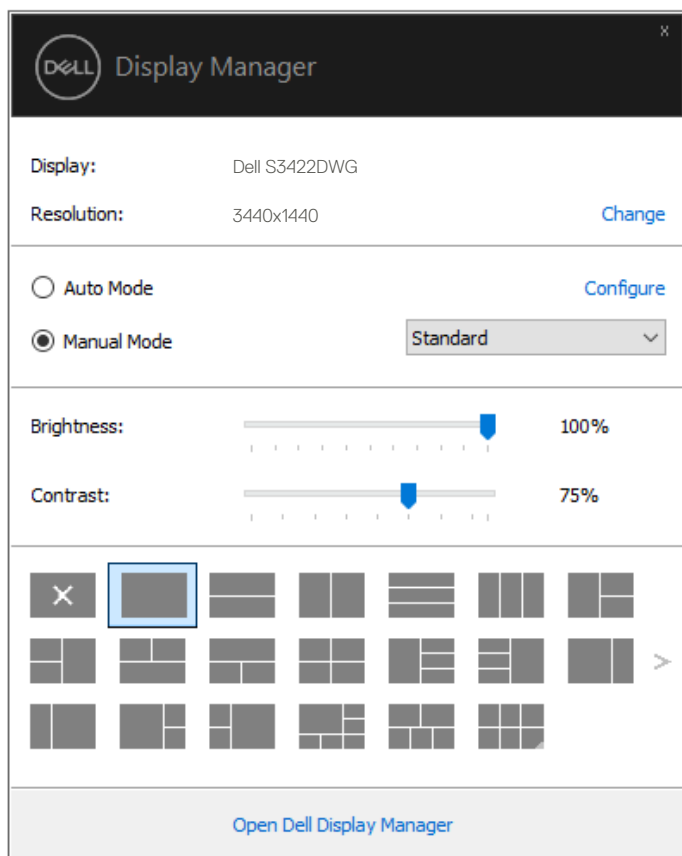 x
DELL Display Manager
Display: Dell S3422DWG
Resolution: 3440x1440 Change
Auto Mode Configure
Manual Mode Standard
Brightness: 100%
Contrast: 75%
Open Dell Display Manager